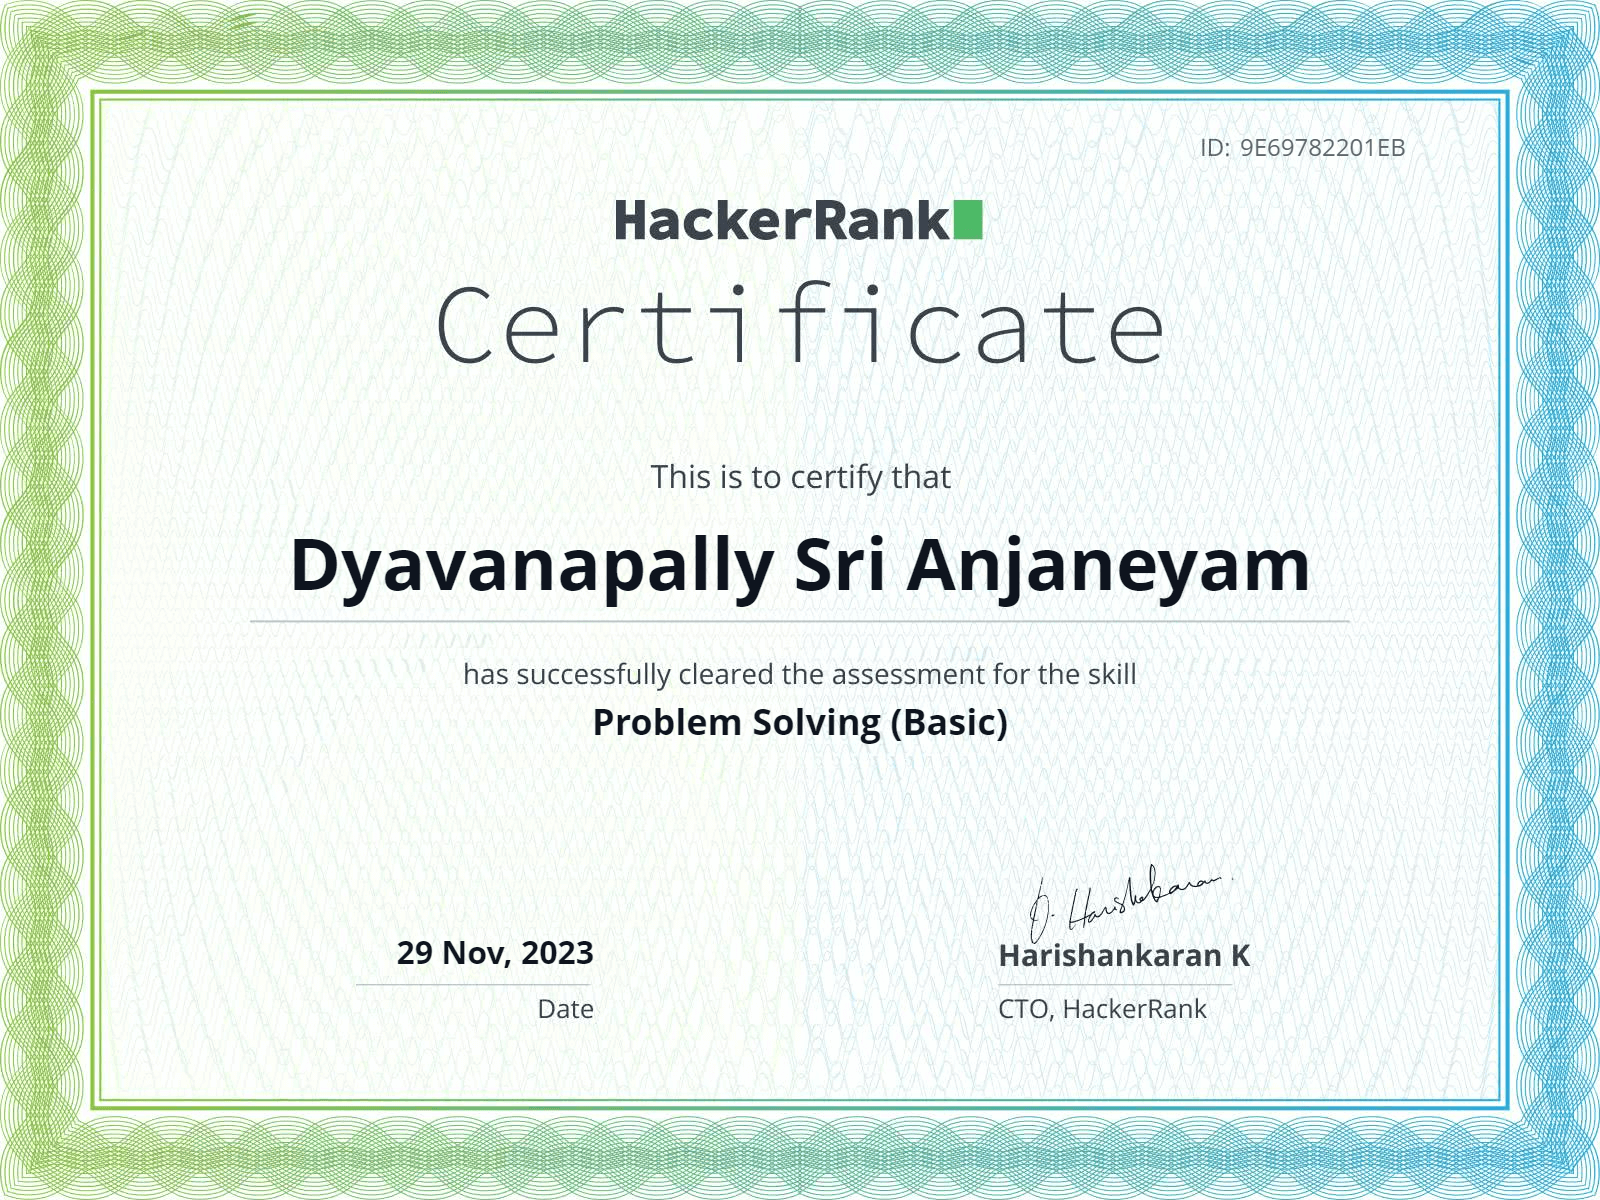 ID: 9E69782201EB
HackerRank
Certificate
This is to certify that
Dyavanapally Sri Anjaneyam
has successfully cleared the assessment for the skill
Problem Solving (Basic)
29 Nov, 2023
Date
Harishankaran K
CTO, HackerRank